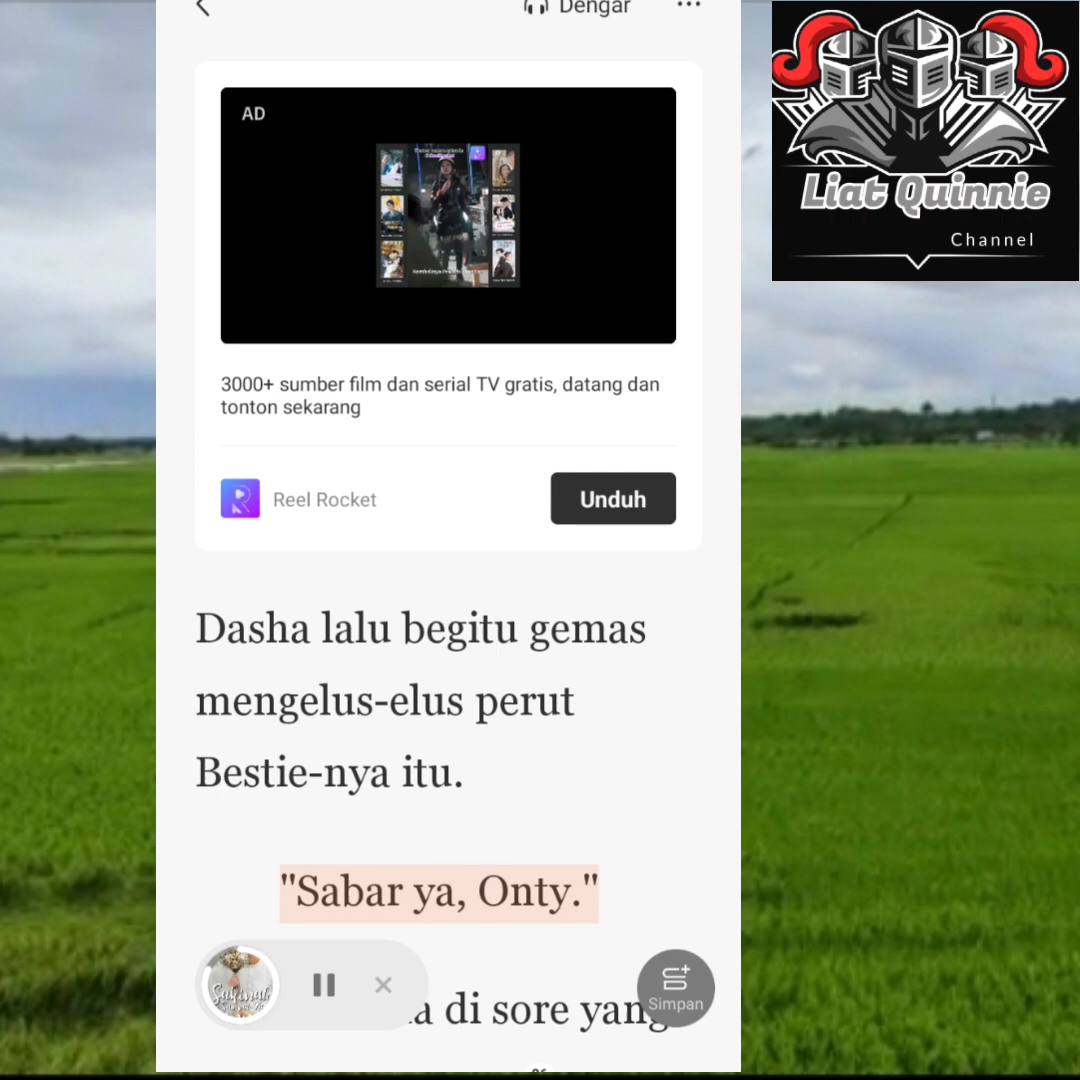 Dengar
Liat Quinnie
Channel
AD
3000+ sumber film dan serial TV gratis, datang dan
tonton sekarang
Reel Rocket
Unduh
Dasha lalu begitu gemas
mengelus-elus perut
Bestie-nya itu.
"Sabar ya, Onty."
di sore yang
Simpan